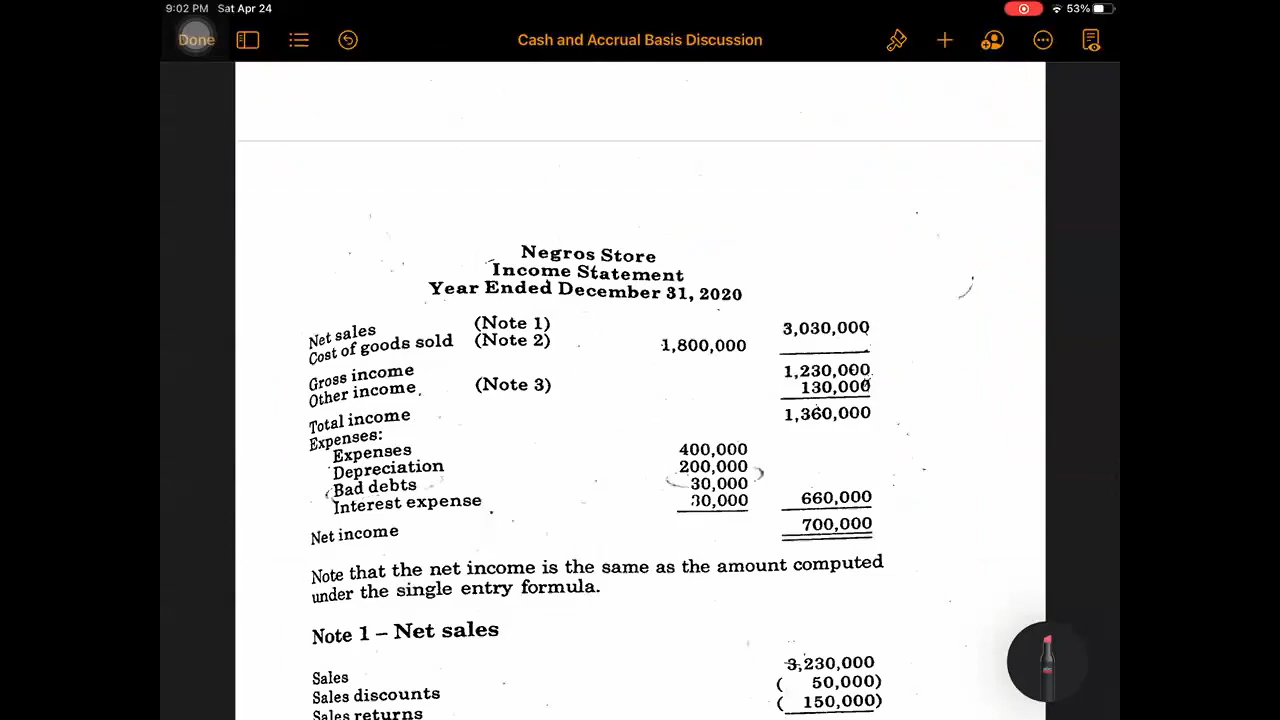 9:02 PM Sat Apr 24 53%
Done Cash and Accrual Basis Discussion
Negros Store
Income Statement
Year Ended December 31, 2020
Net sales (Note 1) 3,030,000
Cost of goods sold (Note 2) 1,800,000
Gross income 1,230,000
Other income (Note 3) 130,000
Total income 1,360,000
Expenses:
Expenses 400,000
Depreciation 200,000
Bad debts 30,000
Interest expense 30,000 660,000
Net income 700,000
Note that the net income is the same as the amount computed
under the single entry formula.
Note 1 – Net sales
Sales 3,230,000
Sales discounts ( 50,000)
Sales returns ( 150,000)